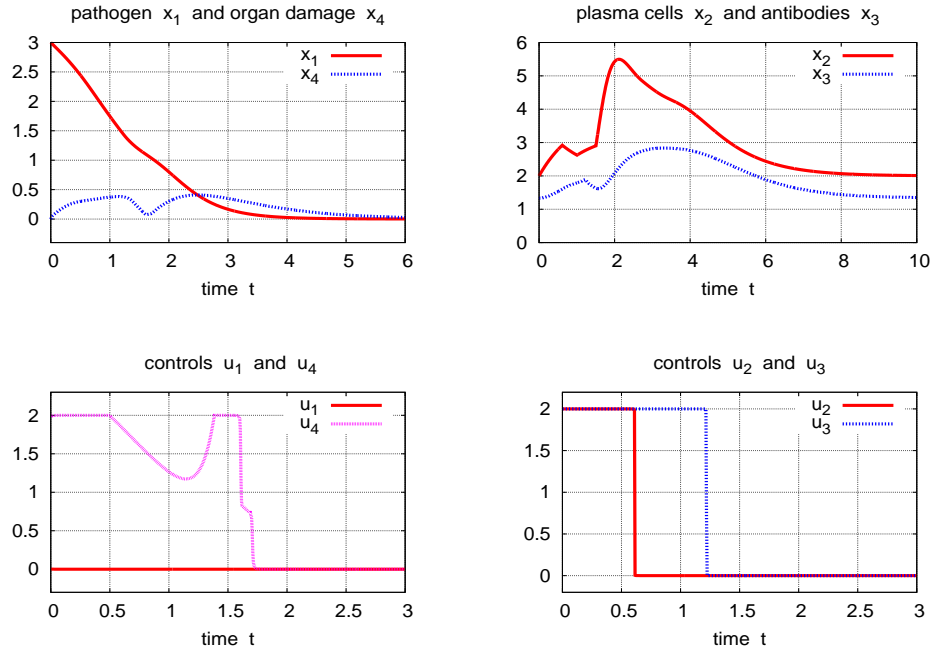 pathogen x1 and organ damage x4
3
2.5
2
1.5
1
0.5
0
x1
x4
0 1 2 3 4 5 6
time t
plasma cells x2 and antibodies x3
6
5
4
3
2
1
0
x2
x3
0 2 4 6 8 10
time t
controls u1 and u4
2
1.5
1
0.5
0
u1
u4
0 0.5 1 1.5 2 2.5 3
time t
controls u2 and u3
2
1.5
1
0.5
0
u2
u3
0 0.5 1 1.5 2 2.5 3
time t